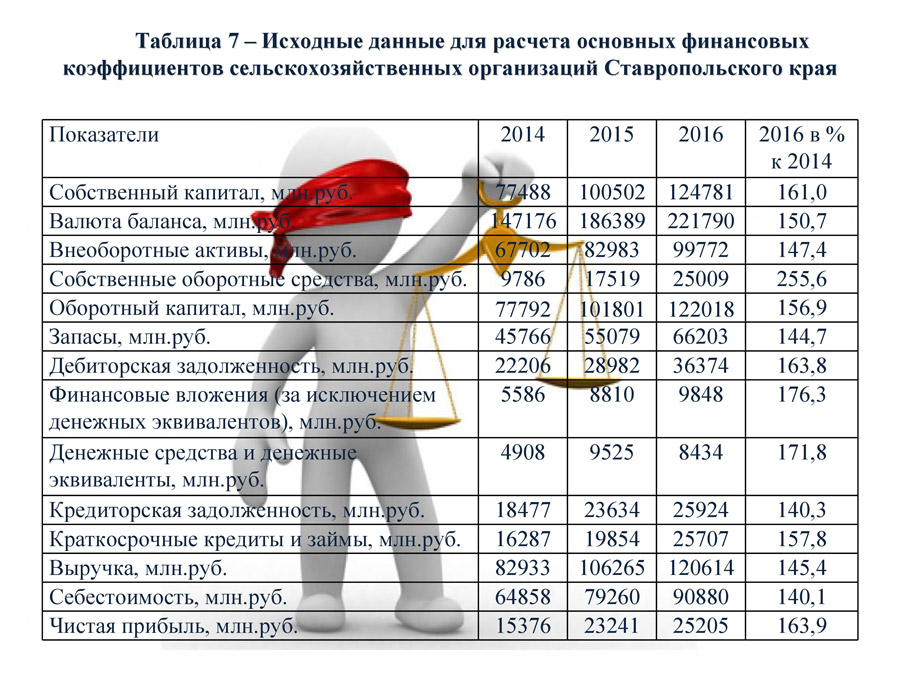 Таблица 7 – Исходные данные для расчета основных финансовых
коэффициентов сельскохозяйственных организаций Ставропольского края
Показатели 2014 2015 2016 2016 в %
к 2014
Собственный капитал, млн.руб. 77488 100502 124781 161,0
Валюта баланса, млн.руб. 147176 186389 221790 150,7
Внеоборотные активы, млн.руб. 67702 82983 99772 147,4
Собственные оборотные средства, млн.руб. 9786 17519 25009 255,6
Оборотный капитал, млн.руб. 77792 101801 122018 156,9
Запасы, млн.руб. 45766 55079 66203 144,7
Дебиторская задолженность, млн.руб. 22206 28982 36374 163,8
Финансовые вложения (за исключением 5586 8810 9848 176,3
денежных эквивалентов), млн.руб.
Денежные средства и денежные 4908 9525 8434 171,8
эквиваленты, млн.руб.
Кредиторская задолженность, млн.руб. 18477 23634 25924 140,3
Краткосрочные кредиты и займы, млн.руб. 16287 19854 25707 157,8
Выручка, млн.руб. 82933 106265 120614 145,4
Себестоимость, млн.руб. 64858 79260 90880 140,1
Чистая прибыль, млн.руб. 15376 23241 25205 163,9